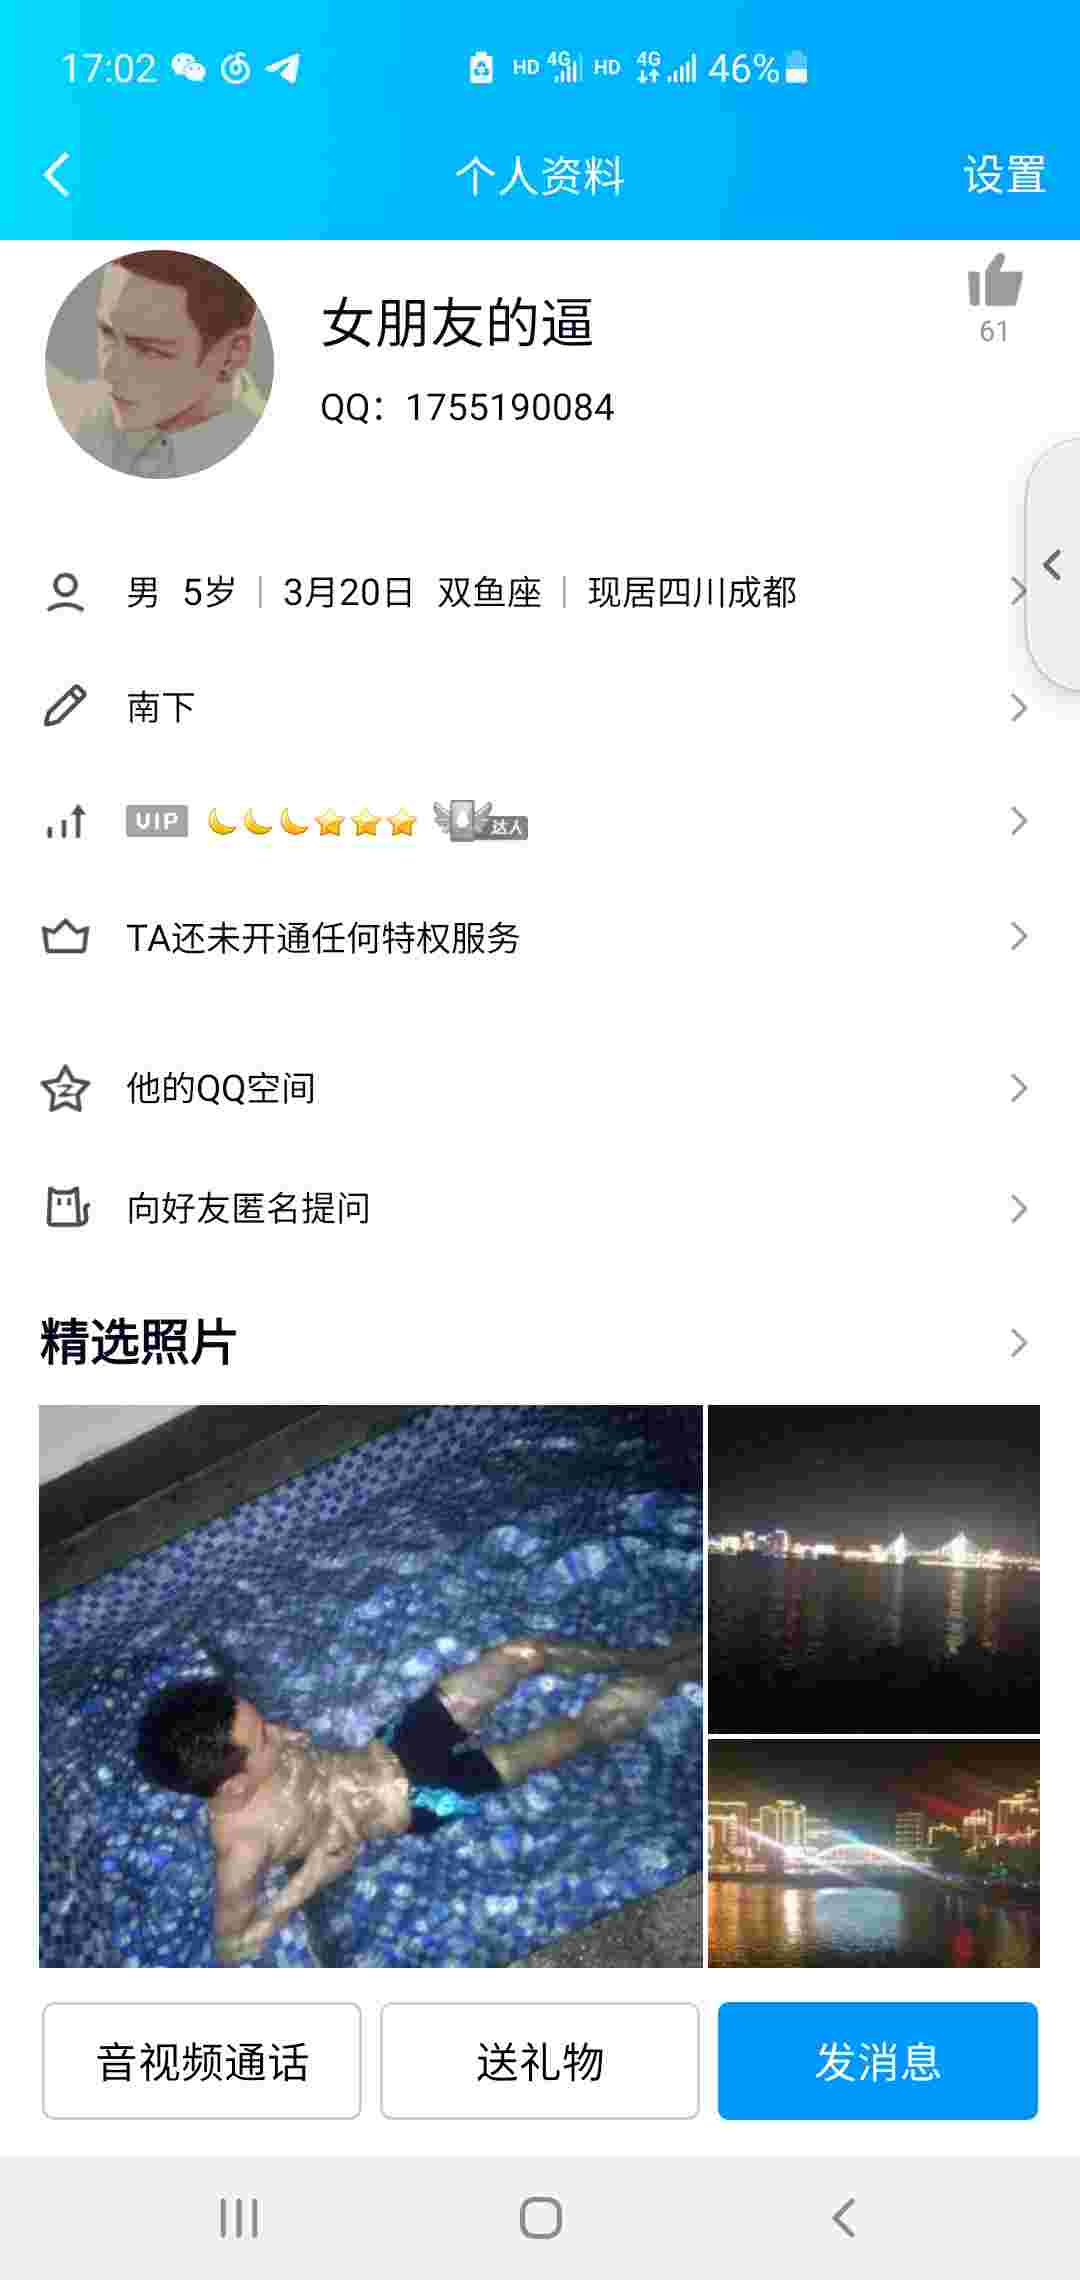 17:02 HD 4G HD 4G 46%
个人资料 设置
女朋友的逼
61
QQ：1755190084
男 5岁 | 3月20日 双鱼座 | 现居四川成都
南下
VIP 达人
TA还未开通任何特权服务
他的QQ空间
向好友匿名提问
精选照片
音视频通话 送礼物 发消息